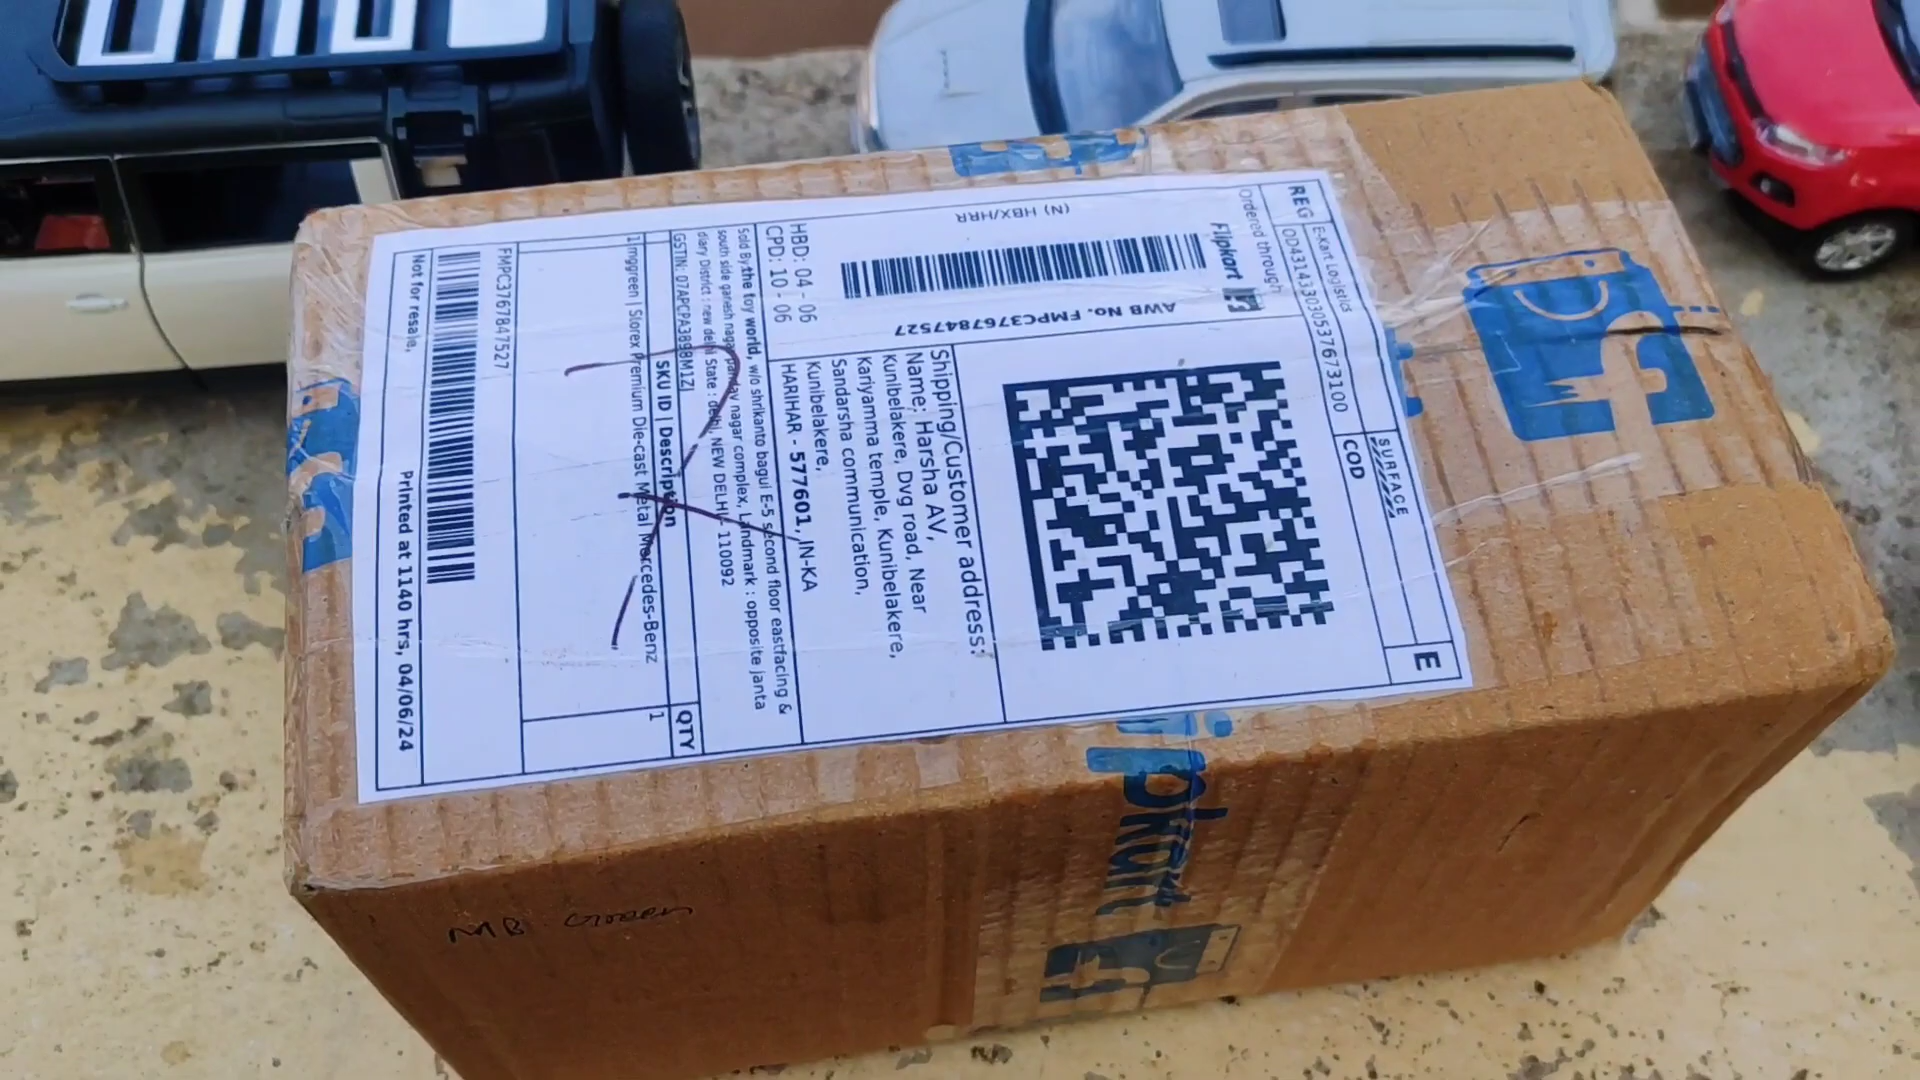 REG
E-Kart Logistics
OD431433030537673100
SURFACE
COD
E
Ordered through
Flipkart
(N) HBX/HRR
AWB No. FMPC3767847527
HBD: 04 - 06
CPD: 10 - 06
Shipping/Customer address:
Name: Harsha AV,
Kunibelakere, Dvg road, Near
Kariyamma temple, Kunibelakere,
Sandarsha communication,
Kunibelakere,
HARIHAR - 577601, IN-KA
Sold By:the toy world, w/o shrikanto bagui E-5 second floor eastfacing &
south side ganesh nagar panday nagar complex, Landmark : opposite janta
diary District : new delhi State : delhi, NEW DELHI - 110092
GSTIN: 07APCPA3898M1ZI
SKU ID | Description
QTY
1 mggreen | Storex Premium Die-cast Metal Mercedes-Benz
1
FMPC3767847527
Not for resale.
Printed at 1140 hrs, 04/06/24
MB Green
ipkart